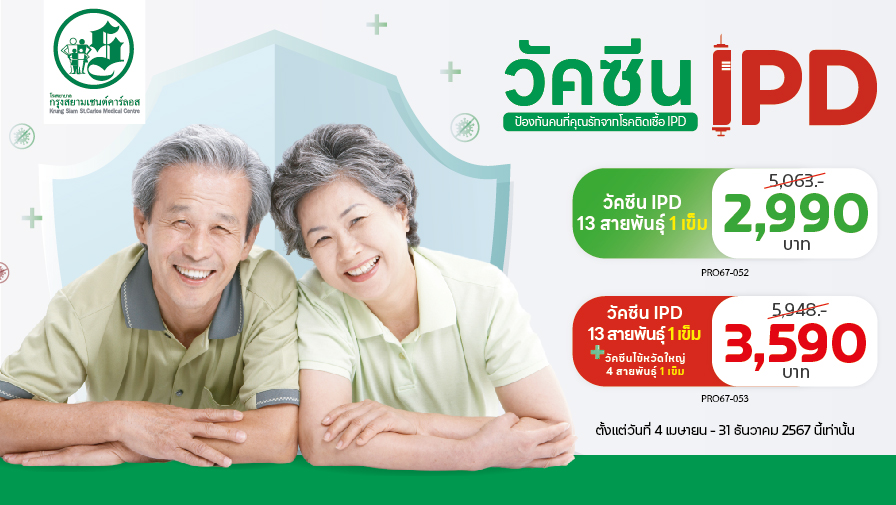 โรงพยาบาล
กรุงสยามเซนต์คาร์ลอส
Krung Siam St.Carlos Medical Centre
วัคซีน IPD
ป้องกันคนที่คุณรักจากโรคติดเชื้อ IPD
วัคซีน IPD
13 สายพันธุ์ 1 เข็ม
5,063.-
2,990
บาท
PRO67-052
วัคซีน IPD
13 สายพันธุ์ 1 เข็ม
+ วัคซีนไข้หวัดใหญ่
4 สายพันธุ์ 1 เข็ม
5,948.-
3,590
บาท
PRO67-053
ตั้งแต่วันที่ 4 เมษายน - 31 ธันวาคม 2567 นี้เท่านั้น